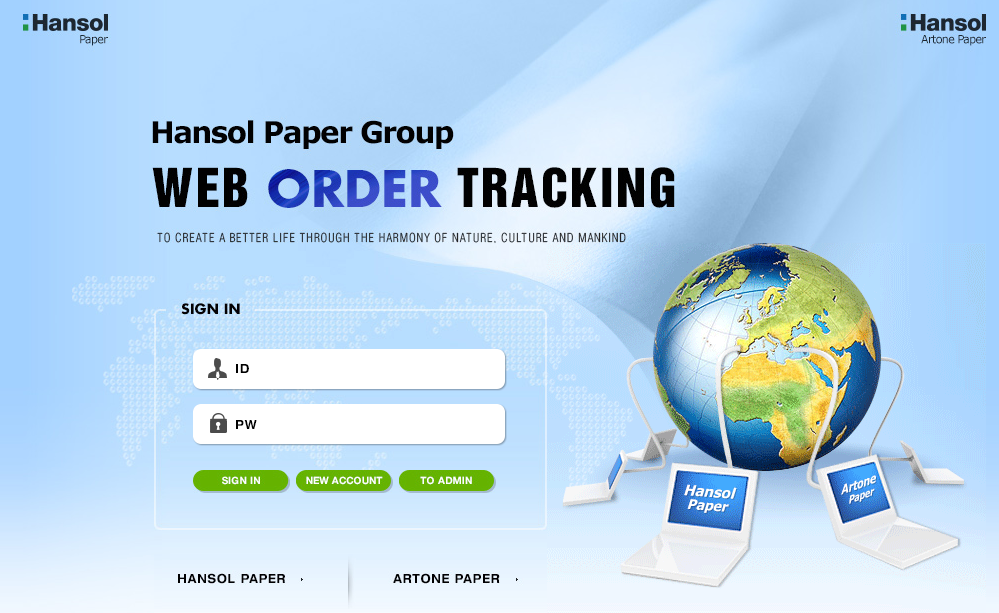 Hansol
Paper
Hansol
Artone Paper
Hansol Paper Group
WEB ORDER TRACKING
TO CREATE A BETTER LIFE THROUGH THE HARMONY OF NATURE, CULTURE AND MANKIND
SIGN IN
ID
PW
SIGN IN
NEW ACCOUNT
TO ADMIN
Hansol
Paper
Artone
Paper
HANSOL PAPER
ARTONE PAPER